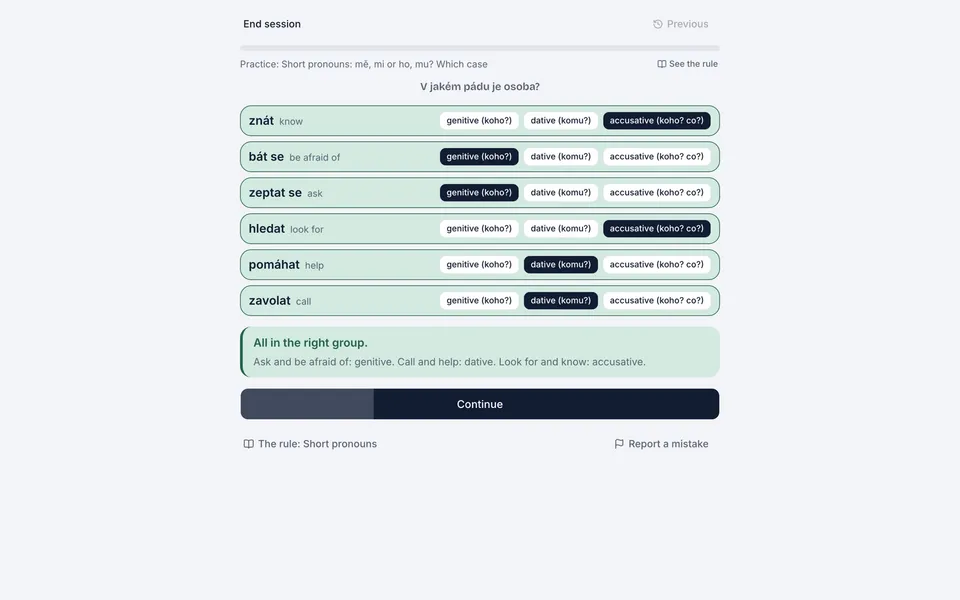 End session
Previous
Practice: Short pronouns: mě, mi or ho, mu? Which case
See the rule
V jakém pádu je osoba?
znát know genitive (koho?) dative (komu?) accusative (koho? co?)
bát se be afraid of genitive (koho?) dative (komu?) accusative (koho? co?)
zeptat se ask genitive (koho?) dative (komu?) accusative (koho? co?)
hledat look for genitive (koho?) dative (komu?) accusative (koho? co?)
pomáhat help genitive (koho?) dative (komu?) accusative (koho? co?)
zavolat call genitive (koho?) dative (komu?) accusative (koho? co?)
All in the right group.
Ask and be afraid of: genitive. Call and help: dative. Look for and know: accusative.
Continue
The rule: Short pronouns
Report a mistake